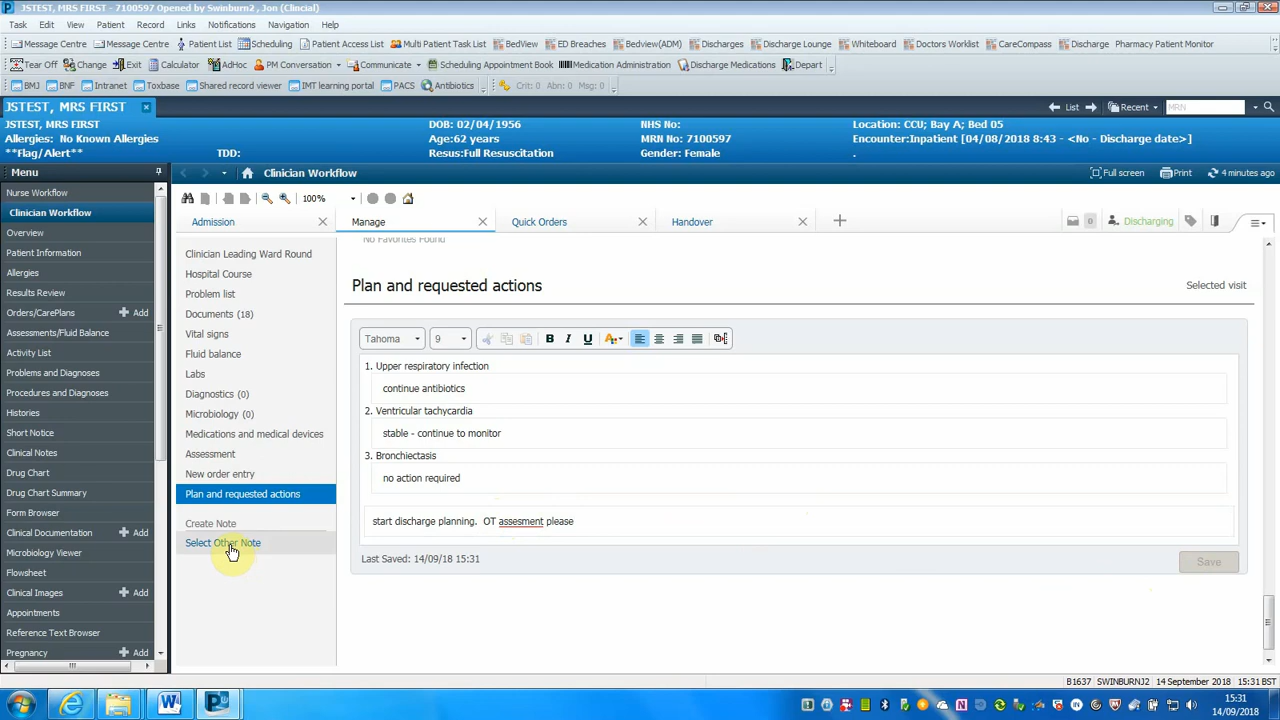 JSTEST, MRS FIRST - 7100597 Opened by Swinburn2 , Jon (Clincial)
Task Edit View Patient Record Links Notifications Navigation Help
Message Centre Message Centre Patient List Scheduling Patient Access List Multi Patient Task List BedView ED Breaches Bedview(ADM) Discharges Discharge Lounge Whiteboard Doctors Worklist CareCompass Discharge Pharmacy Patient Monitor
Tear Off Change Exit Calculator AdHoc PM Conversation Communicate Scheduling Appointment Book Medication Administration Discharge Medications Depart
BMJ BNF Intranet Toxbase Shared record viewer IMT learning portal PACS Antibiotics Crit: 0 Abn: 0 Msg: 0
JSTEST, MRS FIRST List Recent MRN
JSTEST, MRS FIRST DOB: 02/04/1956 NHS No: Location: CCU; Bay A; Bed 05
Allergies: No Known Allergies Age:62 years MRN No: 7100597 Encounter:Inpatient [04/08/2018 8:43 - <No - Discharge date>]
**Flag/Alert** TDD: Resus:Full Resuscitation Gender: Female .
Menu Clinician Workflow Full screen Print 4 minutes ago
Nurse Workflow
Clinician Workflow
Overview
Patient Information
Allergies
Results Review
Orders/CarePlans Add
Assessments/Fluid Balance
Activity List
Problems and Diagnoses
Procedures and Diagnoses
Histories
Short Notice
Clinical Notes
Drug Chart
Drug Chart Summary
Form Browser
Clinical Documentation Add
Microbiology Viewer
Flowsheet
Clinical Images Add
Appointments
Reference Text Browser
Pregnancy Add
100%
Admission Manage Quick Orders Handover 0 Discharging
Clinician Leading Ward Round
Hospital Course
Problem list
Documents (18)
Vital signs
Fluid balance
Labs
Diagnostics (0)
Microbiology (0)
Medications and medical devices
Assessment
New order entry
Plan and requested actions
Create Note
Select Other Note
No Favorites Found
Plan and requested actions Selected visit
Tahoma 9 B I U A
1. Upper respiratory infection
continue antibiotics
2. Ventricular tachycardia
stable - continue to monitor
3. Bronchiectasis
no action required
start discharge planning. OT assesment please
Last Saved: 14/09/18 15:31 Save
B1637 SWINBURNJ2 14 September 2018 15:31 BST
15:31
14/09/2018